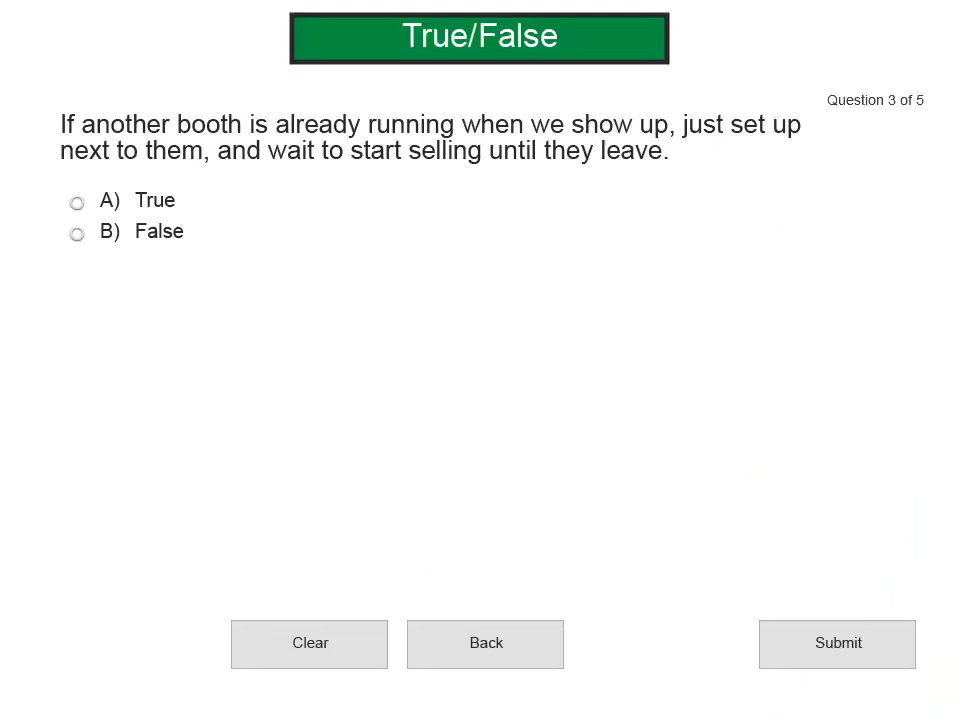 True/False
Question 3 of 5
If another booth is already running when we show up, just set up
next to them, and wait to start selling until they leave.
A) True
B) False
Clear
Back
Submit